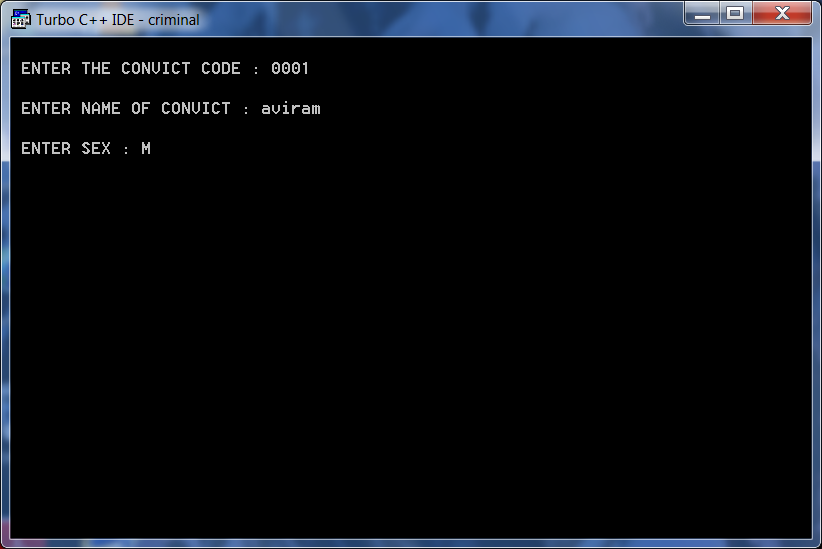 Turbo C++ IDE - criminal
ENTER THE CONVICT CODE : 0001
ENTER NAME OF CONVICT : aviram
ENTER SEX : M